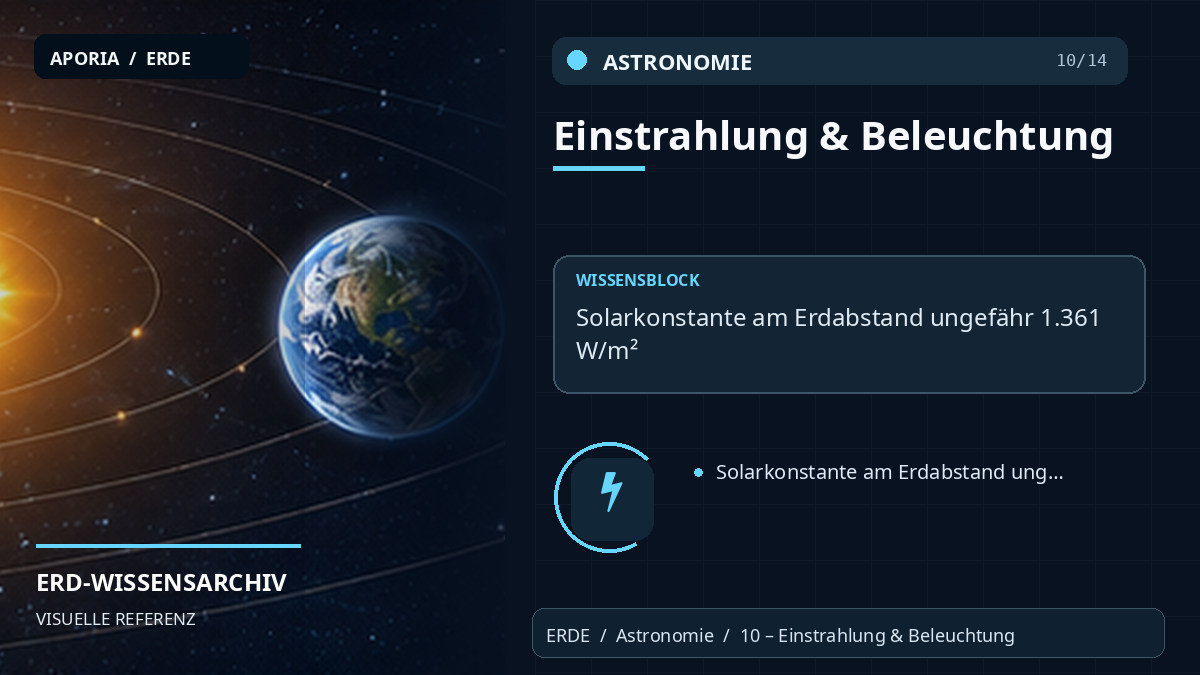 APORIA / ERDE
ASTRONOMIE
10/14
Einstrahlung & Beleuchtung
WISSENSBLOCK
Solarkonstante am Erdabstand ungefähr 1.361
W/m²
Solarkonstante am Erdabstand ung...
ERD-WISSENSARCHIV
VISUELLE REFERENZ
ERDE / Astronomie / 10 – Einstrahlung & Beleuchtung